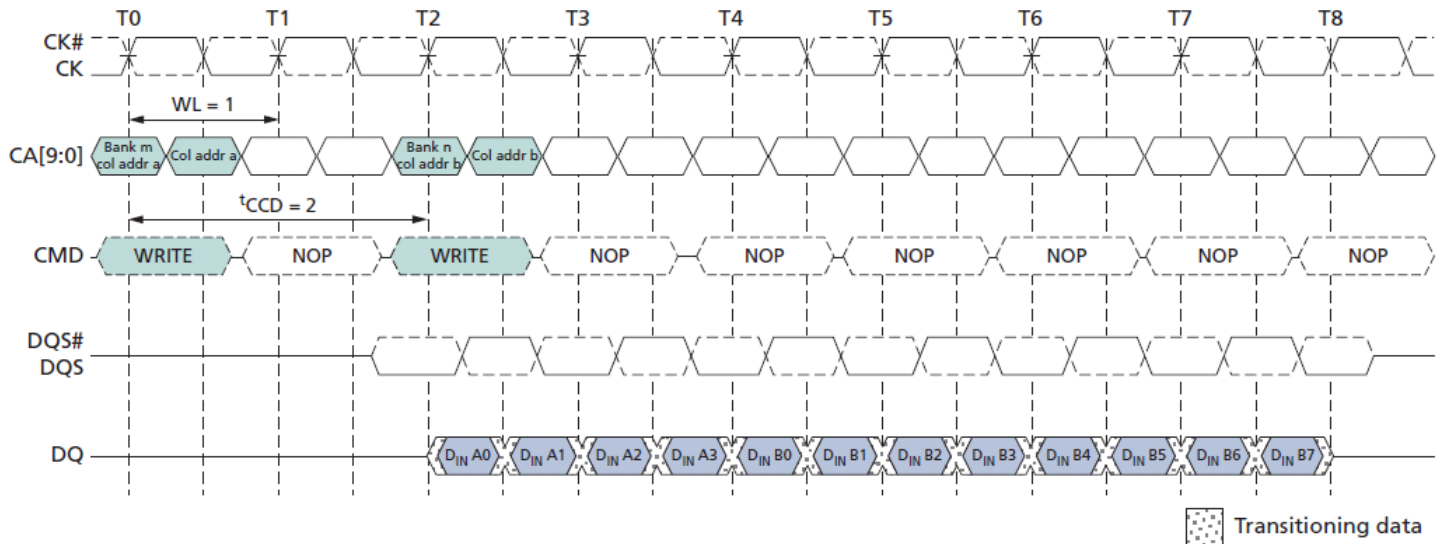 T0 T1 T2 T3 T4 T5 T6 T7 T8
CK#
CK
WL = 1
CA[9:0]
Bank m
col addr a
Col addr a
Bank n
col addr b
Col addr b
tCCD = 2
CMD WRITE NOP WRITE NOP NOP NOP NOP NOP NOP
DQS#
DQS
DQ DIN A0 DIN A1 DIN A2 DIN A3 DIN B0 DIN B1 DIN B2 DIN B3 DIN B4 DIN B5 DIN B6 DIN B7
Transitioning data